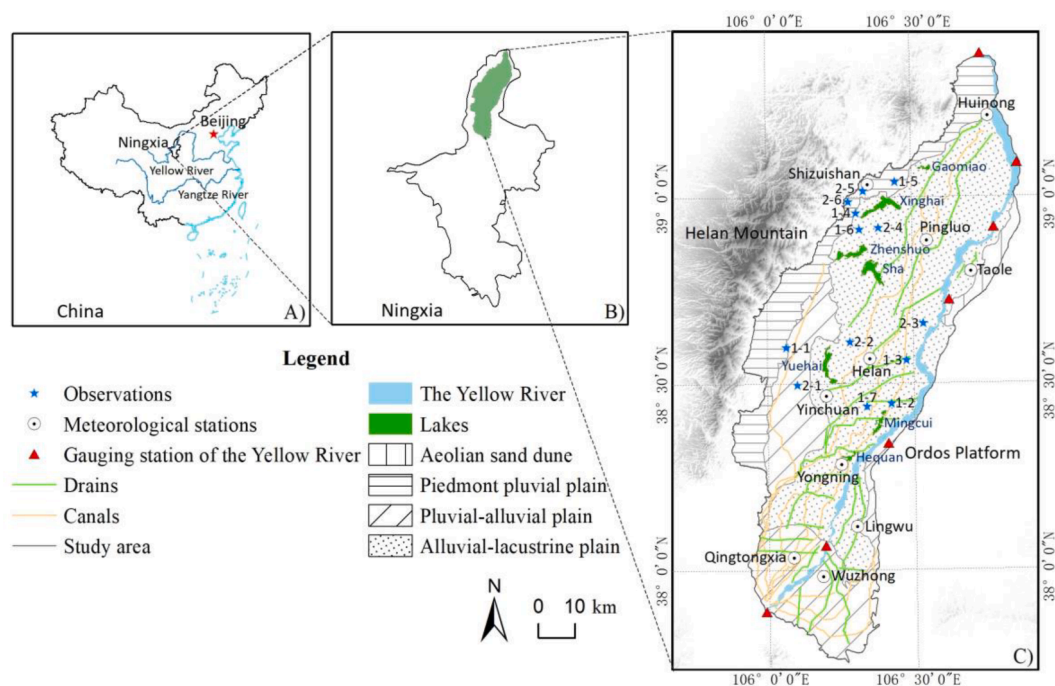 Beijing
Ningxia
Yellow River
Yangtze River
China
A)
Ningxia
B)
106° 0′0″E
106° 30′0″E
39° 0′0″N
38° 30′0″N
38° 0′0″N
Huinong
Gaomiao
Shizuishan
1-5
2-5
2-6
Xinghai
1-4
1-6
2-4
Helan Mountain
Pingluo
Zhenshuo
Sha
Taole
2-3
2-2
1-1
1-3
Yuehai
Helan
2-1
Yinchuan
1-7
1-2
Mingcui
Ordos Platform
Hequan
Yongning
Lingwu
Qingtongxia
Wuzhong
C)
39° 0′0″N
38° 30′0″N
38° 0′0″N
106° 0′0″E
106° 30′0″E
Legend
Observations
Meteorological stations
Gauging station of the Yellow River
Drains
Canals
Study area
The Yellow River
Lakes
Aeolian sand dune
Piedmont pluvial plain
Pluvial-alluvial plain
Alluvial-lacustrine plain
N
0 10 km